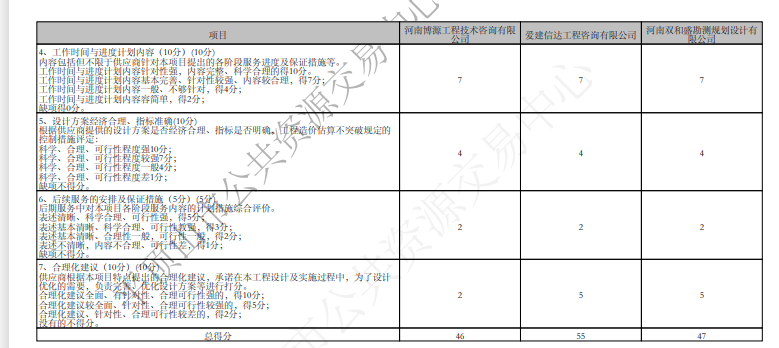 项目 河南博源工程技术咨询有限公司 爱建信达工程咨询有限公司 河南双和盛勘测规划设计有限公司
4、工作时间与进度计划内容（10分）(10分)
内容包括但不限于供应商针对本项目提出的各阶段服务进度及保证措施等。
工作时间与进度计划内容针对性强，内容完整、科学合理的得10分。
工作时间与进度计划内容基本完善、针对性较强、内容较合理，得7分；
工作时间与进度计划内容一般、不够针对，得4分；
工作时间与进度计划内容容简单，得2分；
缺项得0分。
7 7 7
5、设计方案经济合理、指标准确(10分)
根据供应商提供的设计方案是否经济合理、指标是否明确，工程造价估算不突破规定的
控制措施评定：
科学、合理、可行性程度强10分；
科学、合理、可行性程度较强7分；
科学、合理、可行性程度一般4分；
科学、合理、可行性程度差1分；
缺项不得分。
4 4 4
6、后续服务的安排及保证措施（5分）(5分)
后期服务中对本项目各阶段服务内容的计划措施综合评价。
表述清晰、科学合理、可行性强，得5分；
表述基本清晰、科学合理、可行性较强，得3分；
表述基本清晰、合理性一般，可行性一般，得2分；
表述不清晰，内容不合理、可行性差，得1分；
缺项不得分。
2 2 2
7、合理化建议（10分）(10分)
供应商根据本项目特点提出的合理化建议，承诺在本工程设计及实施过程中，为了设计
优化的需要，负责完善、优化设计方案等进行打分。
合理化建议全面、有针对性、合理可行性强的，得10分；
合理化建议较全面、针对性、合理可行性较强的，得5分；
合理化建议、针对性、合理可行性较差的，得2分；
没有的不得分。
2 5 5
总得分 46 55 47
顶山市公共资源交易中心
市公共资源交易中心